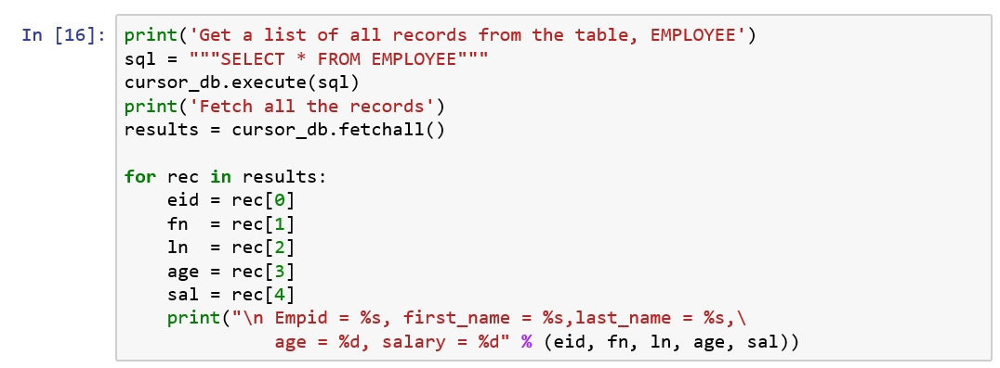 In [16]: print('Get a list of all records from the table, EMPLOYEE')
sql = """SELECT * FROM EMPLOYEE"""
cursor_db.execute(sql)
print('Fetch all the records')
results = cursor_db.fetchall()

for rec in results:
    eid = rec[0]
    fn  = rec[1]
    ln  = rec[2]
    age = rec[3]
    sal = rec[4]
    print("\n Empid = %s, first_name = %s,last_name = %s,\
              age = %d, salary = %d" % (eid, fn, ln, age, sal))